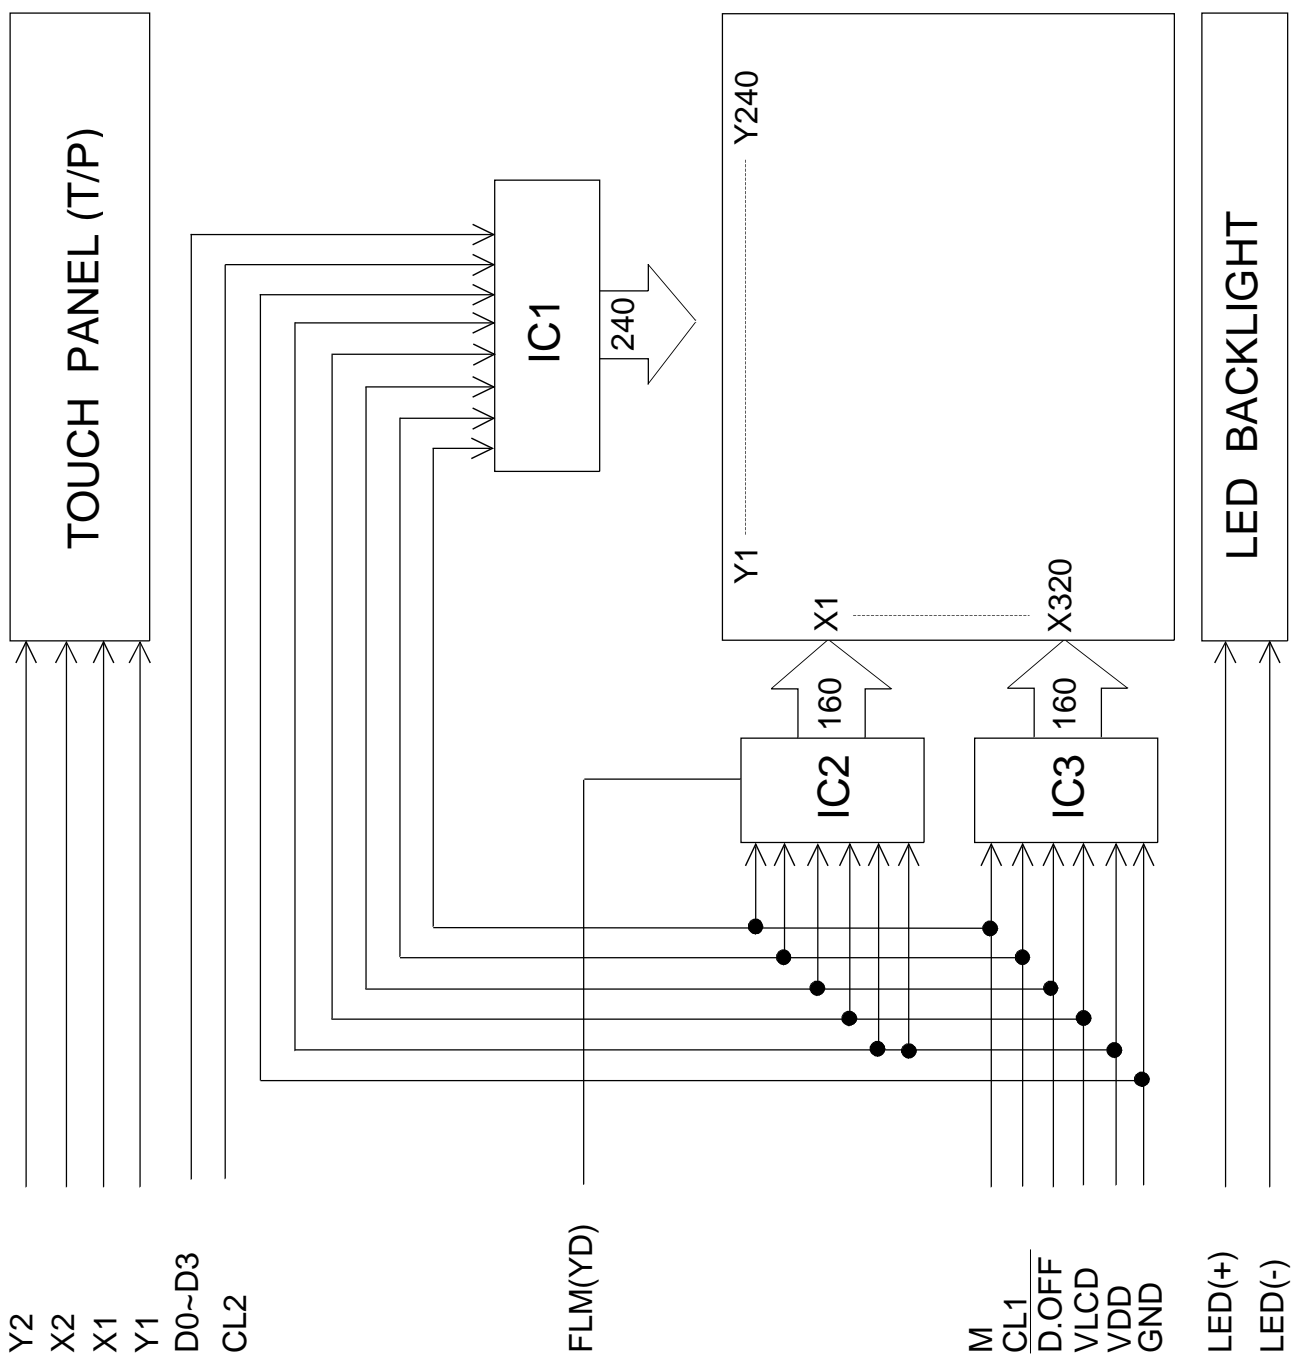 TOUCH PANEL (T/P)
Y2
X2
X1
Y1
D0~D3
CL2
IC1
240
FLM(YD)
Y1
Y240
X1
X320
160
IC2
160
IC3
M
CL1
D.OFF
VLCD
VDD
GND
LED BACKLIGHT
LED(+)
LED(-)